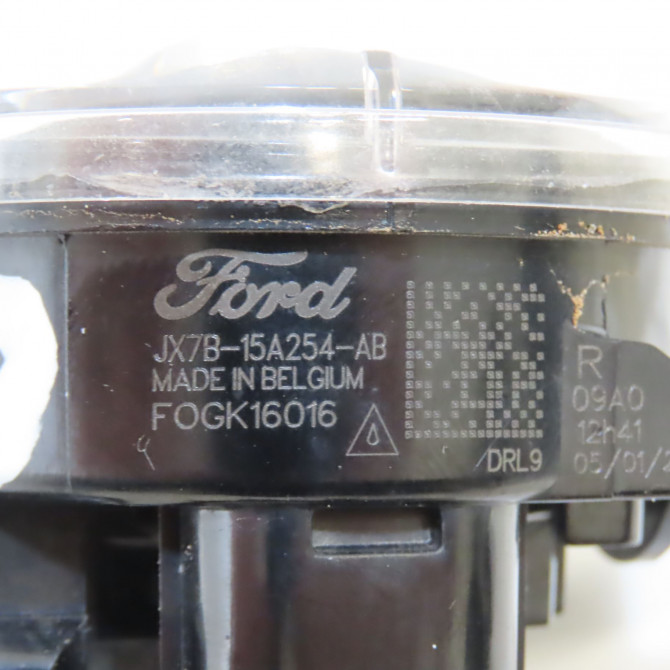 Ford
JX7B-15A254-AB
MADE IN BELGIUM
FOGK16016
DRL9
R
09A0
12h41
05/01/2